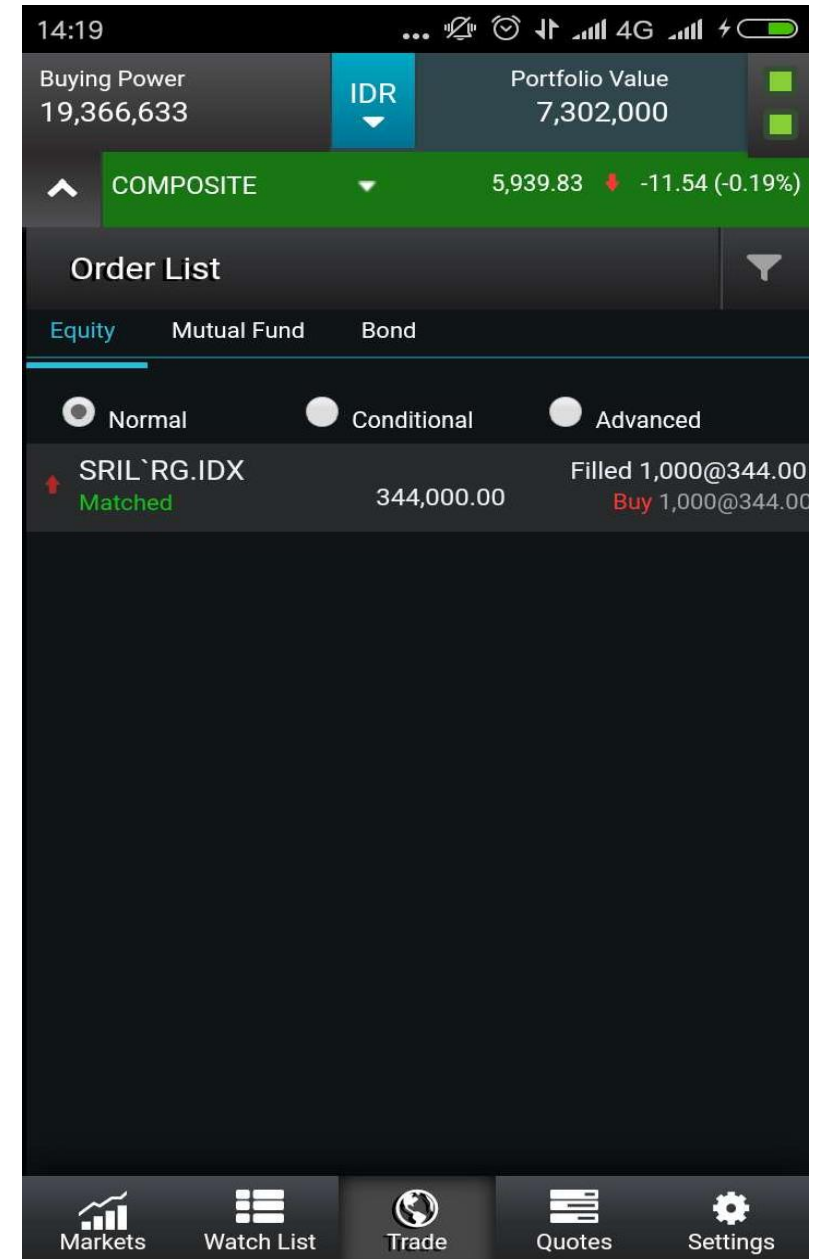 14:19 ... 4G
Buying Power
19,366,633
IDR
Portfolio Value
7,302,000
COMPOSITE 5,939.83 -11.54 (-0.19%)
Order List
Equity Mutual Fund Bond
Normal Conditional Advanced
SRIL`RG.IDX
Matched
344,000.00
Filled 1,000@344.00
Buy 1,000@344.00
Markets Watch List Trade Quotes Settings